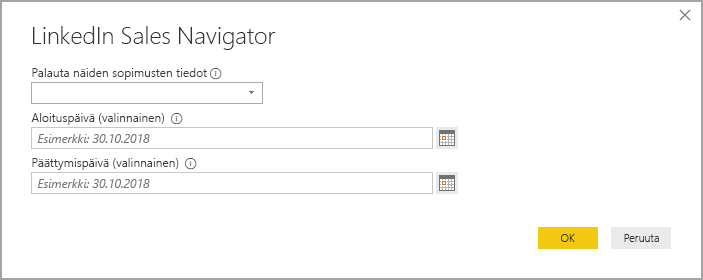 LinkedIn Sales Navigator
Palauta näiden sopimusten tiedot
Aloituspäivä (valinnainen)
Esimerkki: 30.10.2018
Päättymispäivä (valinnainen)
Esimerkki: 30.10.2018
OK Peruuta